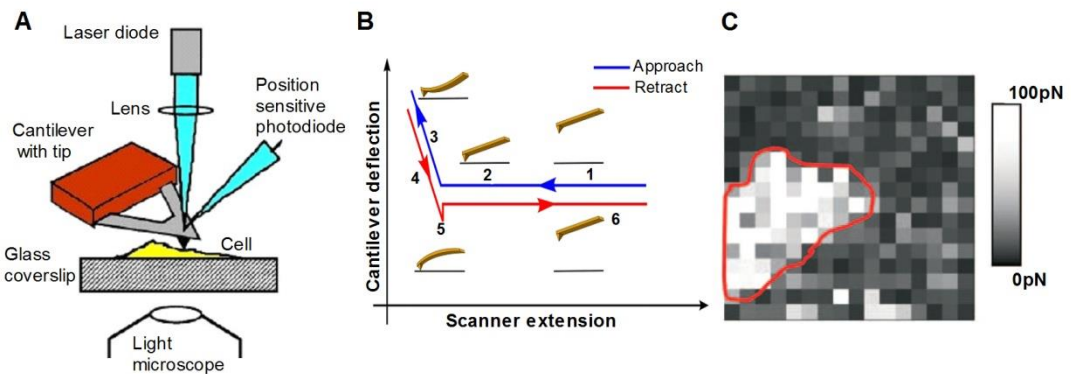 A
Laser diode
Lens
Position
sensitive
photodiode
Cantilever
with tip
Cell
Glass
coverslip
Light
microscope
B
Approach
Retract
Cantilever deflection
3
4
2
1
5
6
Scanner extension
C
100pN
0pN